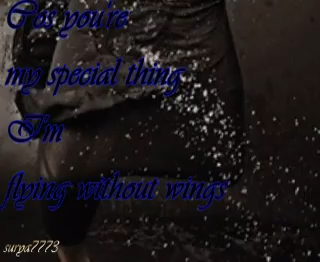 Cos you're
my special thing
I'm
flying without wings
surya7773